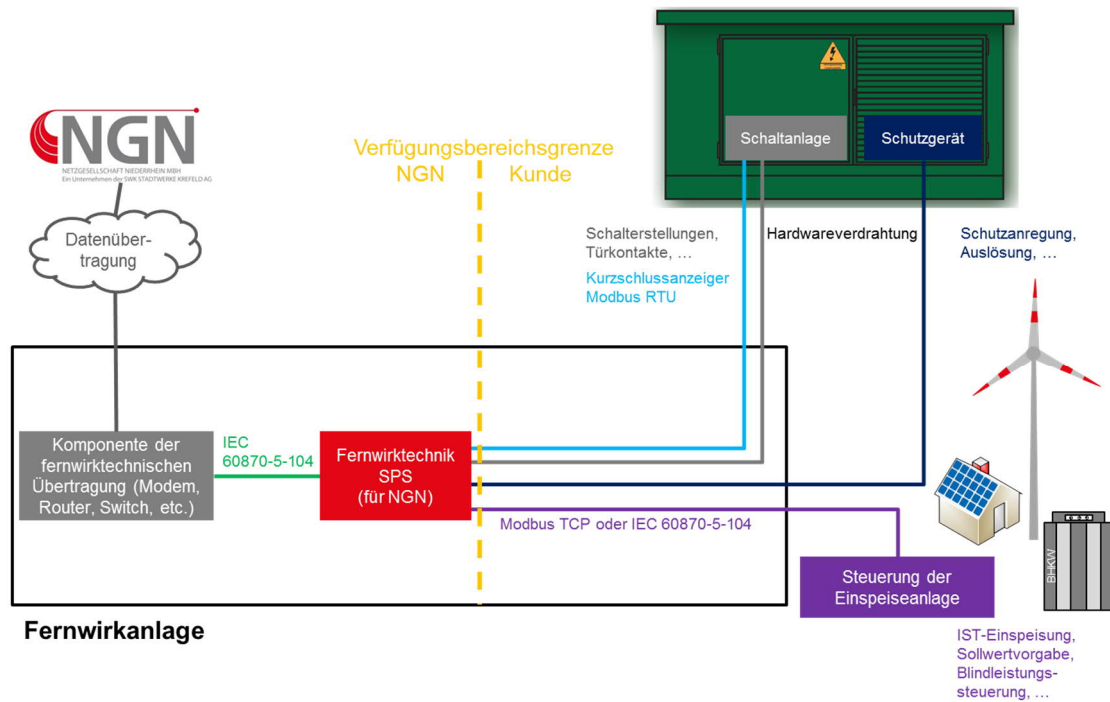 NGN
NETZGESELLSCHAFT NIEDERRHEIN MBH
Ein Unternehmen der SWK STADTWERKE KREFELD AG
Datenüber-
tragung
Verfügungsbereichsgrenze
NGN
Kunde
Schaltanlage
Schutzgerät
Schalterstellungen,
Türkontakte, …
Hardwareverdrahtung
Schutzanregung,
Auslösung, …
Kurzschlussanzeiger
Modbus RTU
Komponente der
fernwirktechnischen
Übertragung (Modem,
Router, Switch, etc.)
IEC
60870-5-104
Fernwirktechnik
SPS
(für NGN)
Modbus TCP oder IEC 60870-5-104
Steuerung der
Einspeiseanlage
BHKW
Fernwirkanlage
IST-Einspeisung,
Sollwertvorgabe,
Blindleistungs-
steuerung, …